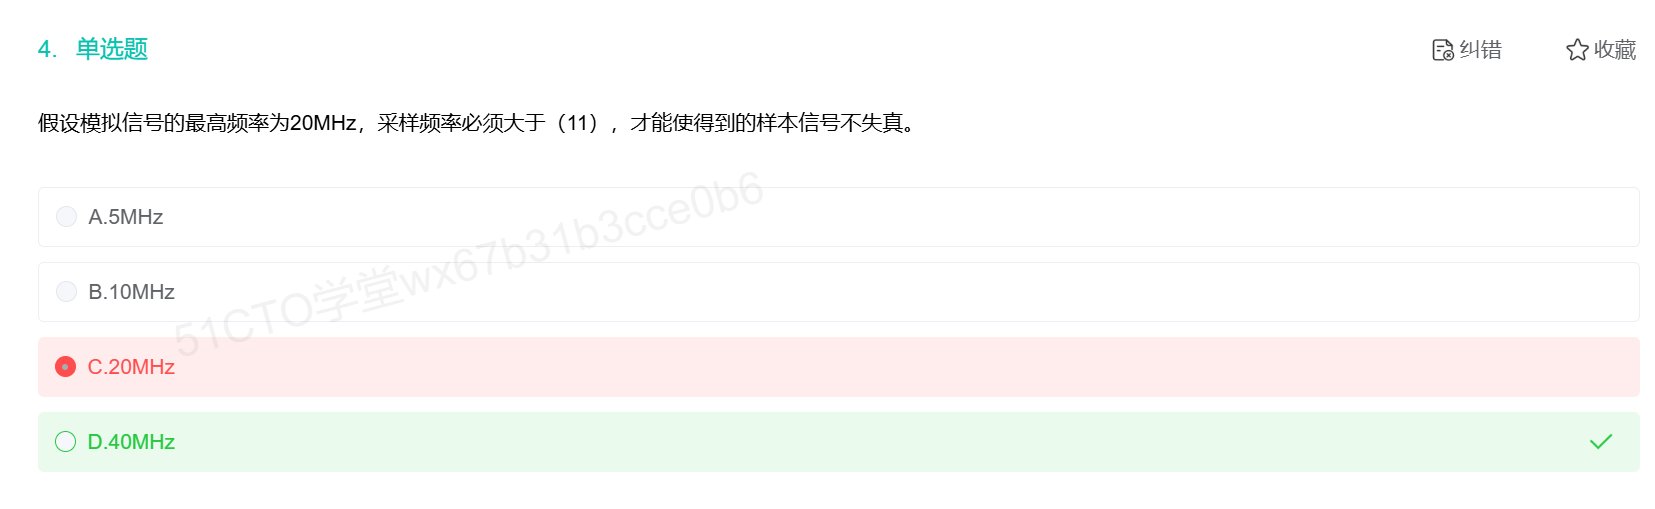 4. 单选题
纠错
收藏
假设模拟信号的最高频率为20MHz，采样频率必须大于（11），才能使得到的样本信号不失真。
A.5MHz
B.10MHz
C.20MHz
D.40MHz
51CTO学堂wx67b31b3cce0b6